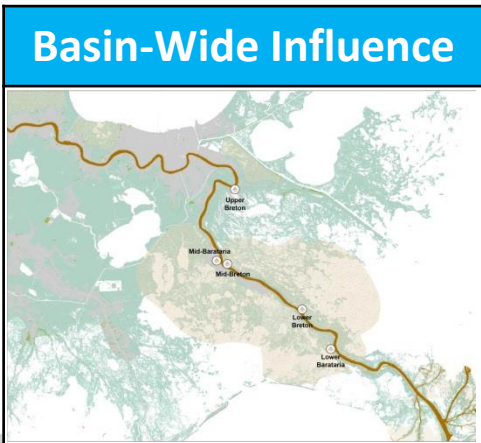 Basin-Wide Influence
Upper
Breton
Mid-Barataria
Mid-Breton
Lower
Breton
Lower
Barataria